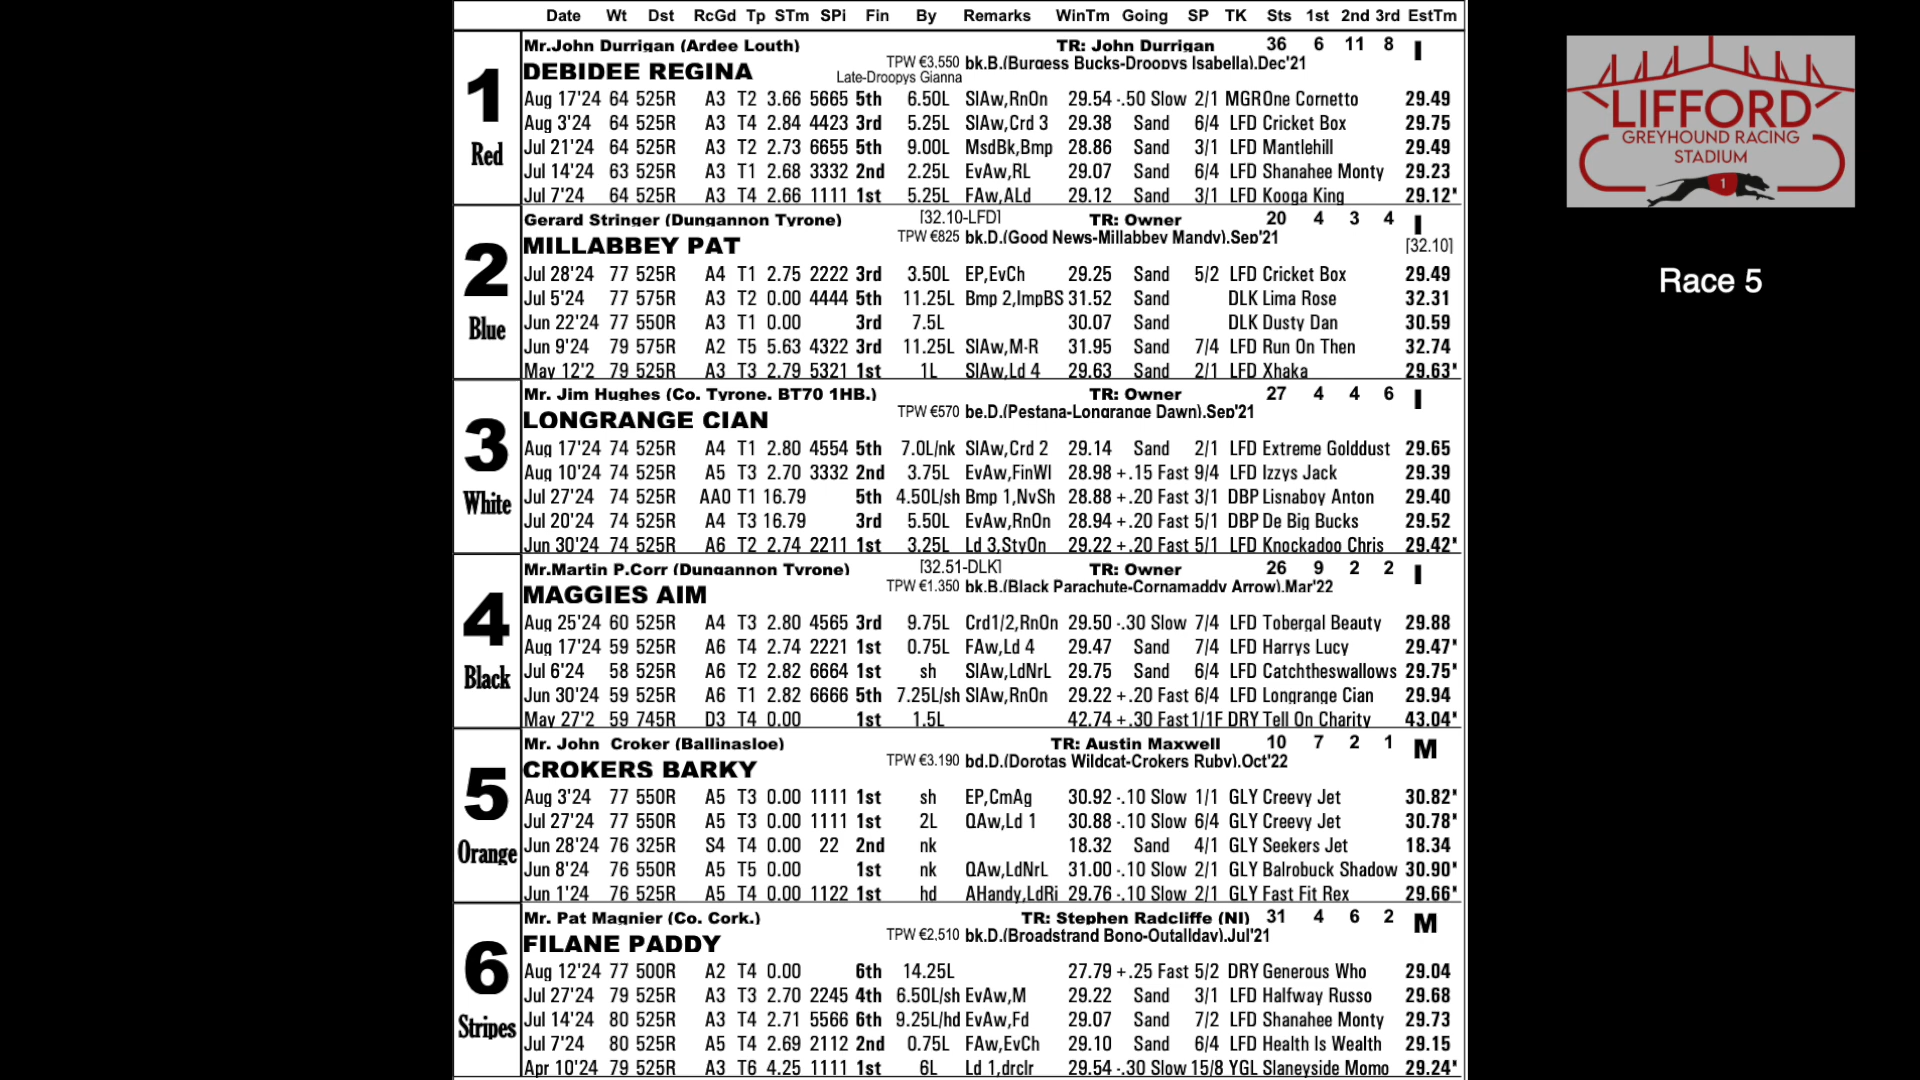 Date Wt Dst RcGd Tp STm SPi Fin By Remarks WinTm Going SP TK Sts 1st 2nd 3rd EstTm
1
Red
Mr.John Durrigan (Ardee Louth) TR: John Durrigan 36 6 11 8 I
DEBIDEE REGINA TPW €3,550 bk.B.(Burgess Bucks-Droopys Isabella).Dec'21
Late-Droopys Gianna
Aug 17'24 64 525R A3 T2 3.66 5665 5th 6.50L SlAw,RnOn 29.54 -.50 Slow 2/1 MGR One Cornetto 29.49
Aug 3'24 64 525R A3 T4 2.84 4423 3rd 5.25L SlAw,Crd 3 29.38 Sand 6/4 LFD Cricket Box 29.75
Jul 21'24 64 525R A3 T2 2.73 6655 5th 9.00L MsdBk,Bmp 28.86 Sand 3/1 LFD Mantlehill 29.49
Jul 14'24 63 525R A3 T1 2.68 3332 2nd 2.25L EvAw,RL 29.07 Sand 6/4 LFD Shanahee Monty 29.23
Jul 7'24 64 525R A3 T4 2.66 1111 1st 5.25L FAw,ALd 29.12 Sand 3/1 LFD Kooga King 29.12*
2
Blue
Gerard Stringer (Dungannon Tyrone) [32.10-LFD] TR: Owner 20 4 3 4 I
MILLABBEY PAT TPW €825 bk.D.(Good News-Millabbey Mandy).Sep'21 [32.10]
Jul 28'24 77 525R A4 T1 2.75 2222 3rd 3.50L EP,EvCh 29.25 Sand 5/2 LFD Cricket Box 29.49
Jul 5'24 77 575R A3 T2 0.00 4444 5th 11.25L Bmp 2,ImpBS 31.52 Sand DLK Lima Rose 32.31
Jun 22'24 77 550R A3 T1 0.00 3rd 7.5L 30.07 Sand DLK Dusty Dan 30.59
Jun 9'24 79 575R A2 T5 5.63 4322 3rd 11.25L SlAw,M-R 31.95 Sand 7/4 LFD Run On Then 32.74
May 12'2 79 525R A3 T3 2.79 5321 1st 1L SlAw,Ld 4 29.63 Sand 2/1 LFD Xhaka 29.63*
3
White
Mr. Jim Hughes (Co. Tyrone. BT70 1HB.) TR: Owner 27 4 4 6 I
LONGRANGE CIAN TPW €570 be.D.(Pestana-Longrange Dawn).Sep'21
Aug 17'24 74 525R A4 T1 2.80 4554 5th 7.0L/nk SlAw,Crd 2 29.14 Sand 2/1 LFD Extreme Golddust 29.65
Aug 10'24 74 525R A5 T3 2.70 3332 2nd 3.75L EvAw,FinWl 28.98 +.15 Fast 9/4 LFD Izzys Jack 29.39
Jul 27'24 74 525R AA0 T1 16.79 5th 4.50L/sh Bmp 1,NvSh 28.88 +.20 Fast 3/1 DBP Lisnaboy Anton 29.40
Jul 20'24 74 525R A4 T3 16.79 3rd 5.50L EvAw,RnOn 28.94 +.20 Fast 5/1 DBP De Big Bucks 29.52
Jun 30'24 74 525R A6 T2 2.74 2211 1st 3.25L Ld 3,StyOn 29.22 +.20 Fast 5/1 LFD Knockadoo Chris 29.42*
4
Black
Mr.Martin P.Corr (Dungannon Tyrone) [32.51-DLK] TR: Owner 26 9 2 2 I
MAGGIES AIM TPW €1,350 bk.B.(Black Parachute-Cornamaddy Arrow).Mar'22
Aug 25'24 60 525R A4 T3 2.80 4565 3rd 9.75L Crd1/2,RnOn 29.50 -.30 Slow 7/4 LFD Tobergal Beauty 29.88
Aug 17'24 59 525R A6 T4 2.74 2221 1st 0.75L FAw,Ld 4 29.47 Sand 7/4 LFD Harrys Lucy 29.47*
Jul 6'24 58 525R A6 T2 2.82 6664 1st sh SlAw,LdNrL 29.75 Sand 6/4 LFD Catchtheswallows 29.75*
Jun 30'24 59 525R A6 T1 2.82 6666 5th 7.25L/sh SlAw,RnOn 29.22 +.20 Fast 6/4 LFD Longrange Cian 29.94
May 27'2 59 745R D3 T4 0.00 1st 1.5L 42.74 +.30 Fast 1/1F DRY Tell On Charity 43.04*
5
Orange
Mr. John Croker (Ballinasloe) TR: Austin Maxwell 10 7 2 1 M
CROKERS BARKY TPW €3,190 bd.D.(Dorotas Wildcat-Crokers Ruby).Oct'22
Aug 3'24 77 550R A5 T3 0.00 1111 1st sh EP,CmAg 30.92 -.10 Slow 1/1 GLY Creevy Jet 30.82*
Jul 27'24 77 550R A5 T3 0.00 1111 1st 2L QAw,Ld 1 30.88 -.10 Slow 6/4 GLY Creevy Jet 30.78*
Jun 28'24 76 325R S4 T4 0.00 22 2nd nk 18.32 Sand 4/1 GLY Seekers Jet 18.34
Jun 8'24 76 550R A5 T5 0.00 1st nk QAw,LdNrL 31.00 -.10 Slow 2/1 GLY Balrobuck Shadow 30.90*
Jun 1'24 76 525R A5 T4 0.00 1122 1st hd AHandy,LdRi 29.76 -.10 Slow 2/1 GLY Fast Fit Rex 29.66*
6
Stripes
Mr. Pat Magnier (Co. Cork.) TR: Stephen Radcliffe (NI) 31 4 6 2 M
FILANE PADDY TPW €2,510 bk.D.(Broadstrand Bono-Outallday).Jul'21
Aug 12'24 77 500R A2 T4 0.00 6th 14.25L 27.79 +.25 Fast 5/2 DRY Generous Who 29.04
Jul 27'24 79 525R A3 T3 2.70 2245 4th 6.50L/sh EvAw,M 29.22 Sand 3/1 LFD Halfway Russo 29.68
Jul 14'24 80 525R A3 T4 2.71 5566 6th 9.25L/hd EvAw,Fd 29.07 Sand 7/2 LFD Shanahee Monty 29.73
Jul 7'24 80 525R A5 T4 2.69 2112 2nd 0.75L FAw,EvCh 29.10 Sand 6/4 LFD Health Is Wealth 29.15
Apr 10'24 79 525R A3 T6 4.25 1111 1st 6L Ld 1,drclr 29.54 -.30 Slow 15/8 YGL Slaneyside Momo 29.24*
LIFFORD
GREYHOUND RACING
STADIUM
1
Race 5